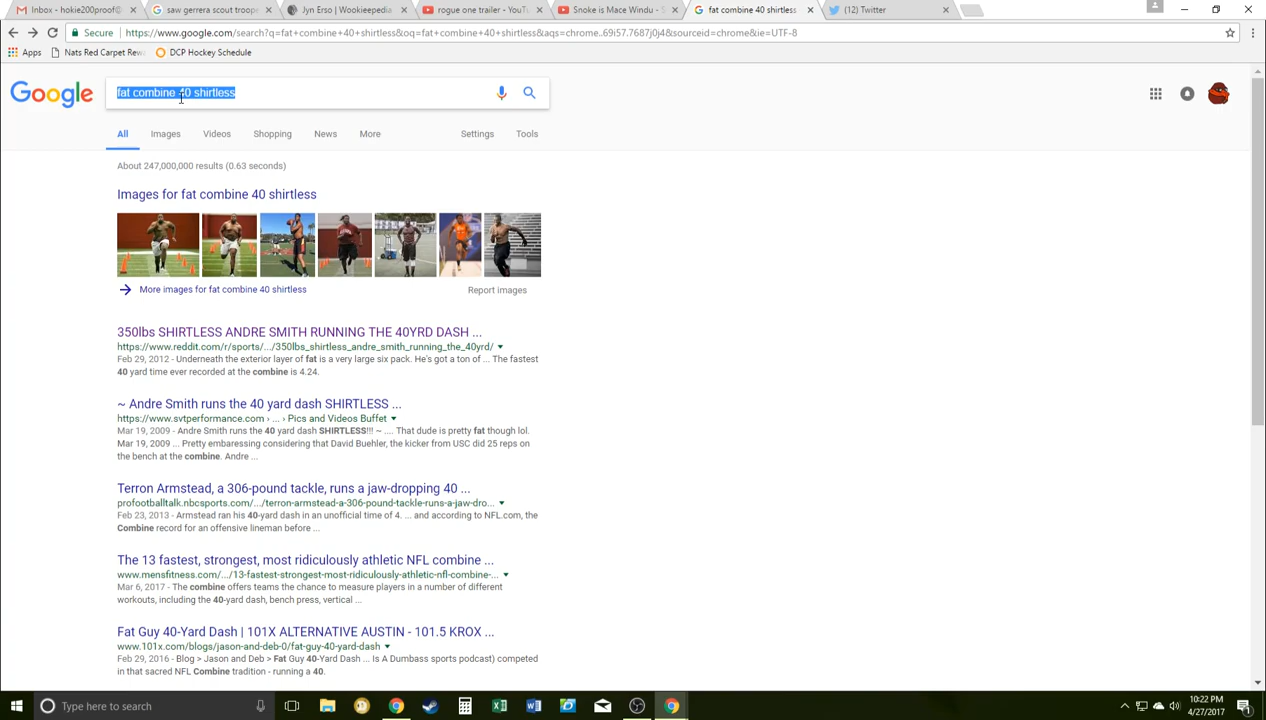 Inbox - hokie200proof@
saw gerrera scout troope
Jyn Erso | Wookieepedia
rogue one trailer - YouT
Snoke is Mace Windu - S
fat combine 40 shirtless
(12) Twitter
Secure
https://www.google.com/search?q=fat+combine+40+shirtless&oq=fat+combine+40+shirtless&aqs=chrome..69i57.7687j0j4&sourceid=chrome&ie=UTF-8
Apps
Nats Red Carpet Rew
DCP Hockey Schedule
Google
fat combine 40 shirtless
All Images Videos Shopping News More Settings Tools
About 247,000,000 results (0.63 seconds)
Images for fat combine 40 shirtless
More images for fat combine 40 shirtless
Report images
350lbs SHIRTLESS ANDRE SMITH RUNNING THE 40YRD DASH ...
https://www.reddit.com/r/sports/.../350lbs_shirtless_andre_smith_running_the_40yrd/
Feb 29, 2012 - Underneath the exterior layer of fat is a very large six pack. He's got a ton of ... The fastest
40 yard time ever recorded at the combine is 4.24.
~ Andre Smith runs the 40 yard dash SHIRTLESS ...
https://www.svtperformance.com › ... › Pics and Videos Buffet
Mar 19, 2009 - Andre Smith runs the 40 yard dash SHIRTLESS!!! ~ .... That dude is pretty fat though lol.
Mar 19, 2009 ... Pretty embaressing considering that David Buehler, the kicker from USC did 25 reps on
the bench at the combine. Andre ...
Terron Armstead, a 306-pound tackle, runs a jaw-dropping 40 ...
profootballtalk.nbcsports.com/.../terron-armstead-a-306-pound-tackle-runs-a-jaw-dro...
Feb 23, 2013 - Armstead ran his 40-yard dash in an unofficial time of 4. ... and according to NFL.com, the
Combine record for an offensive lineman before ...
The 13 fastest, strongest, most ridiculously athletic NFL combine ...
www.mensfitness.com/.../13-fastest-strongest-most-ridiculously-athletic-nfl-combine-...
Mar 6, 2017 - The combine offers teams the chance to measure players in a number of different
workouts, including the 40-yard dash, bench press, vertical ...
Fat Guy 40-Yard Dash | 101X ALTERNATIVE AUSTIN - 101.5 KROX ...
www.101x.com/blogs/jason-and-deb-0/fat-guy-40-yard-dash
Feb 29, 2016 - Blog > Jason and Deb > Fat Guy 40-Yard Dash ... Is A Dumbass sports podcast) competed
in that sacred NFL Combine tradition - running a 40.
Type here to search
10:22 PM
4/27/2017